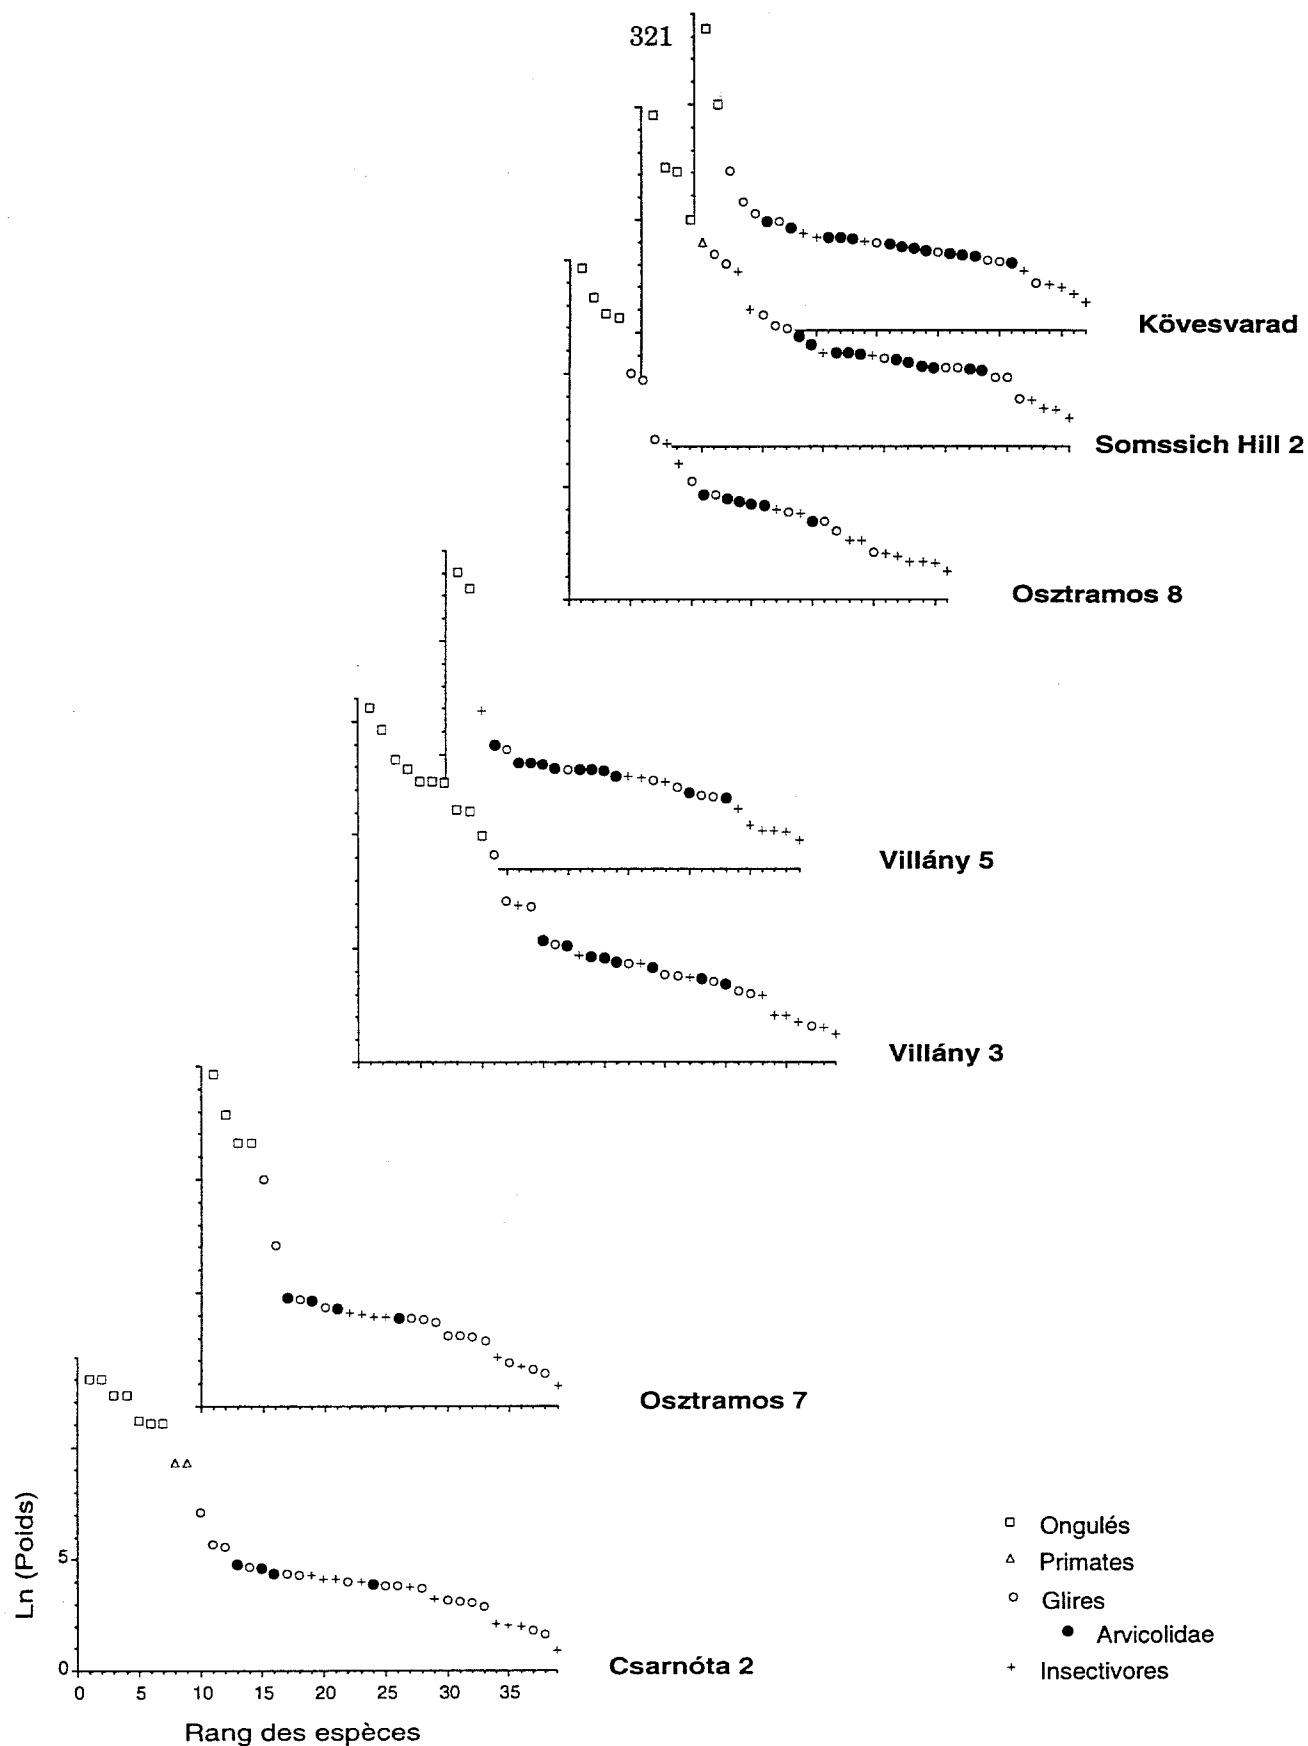 321
Kövesvarad
Somssich Hill 2
Osztramos 8
Villány 5
Villány 3
Osztramos 7
Csarnóta 2
Ln (Poids)
5
0
0 5 10 15 20 25 30 35
Rang des espèces
Ongulés
Primates
Glires
Arvicolidae
Insectivores